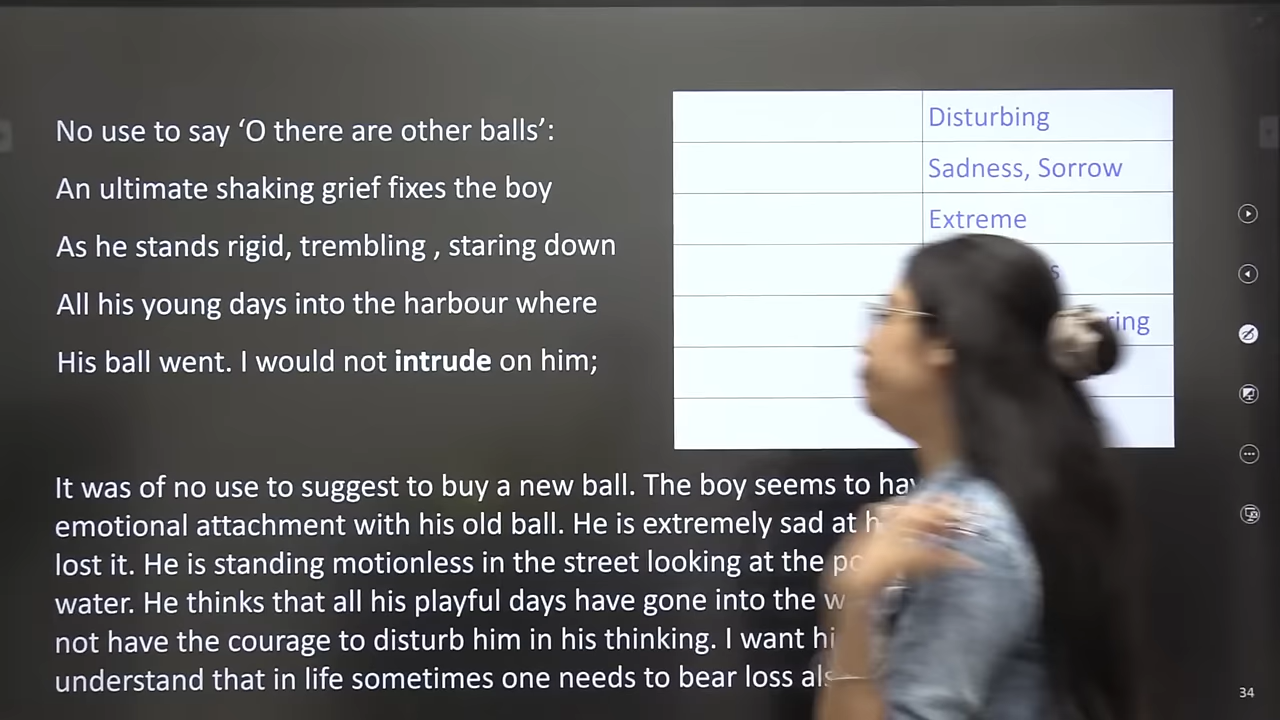 No use to say ‘O there are other balls’:
An ultimate shaking grief fixes the boy
As he stands rigid, trembling , staring down
All his young days into the harbour where
His ball went. I would not intrude on him;
Disturbing
Sadness, Sorrow
Extreme
It was of no use to suggest to buy a new ball. The boy seems to
emotional attachment with his old ball. He is extremely sad at
lost it. He is standing motionless in the street looking at the
water. He thinks that all his playful days have gone into the
not have the courage to disturb him in his thinking. I want
understand that in life sometimes one needs to bear loss
34